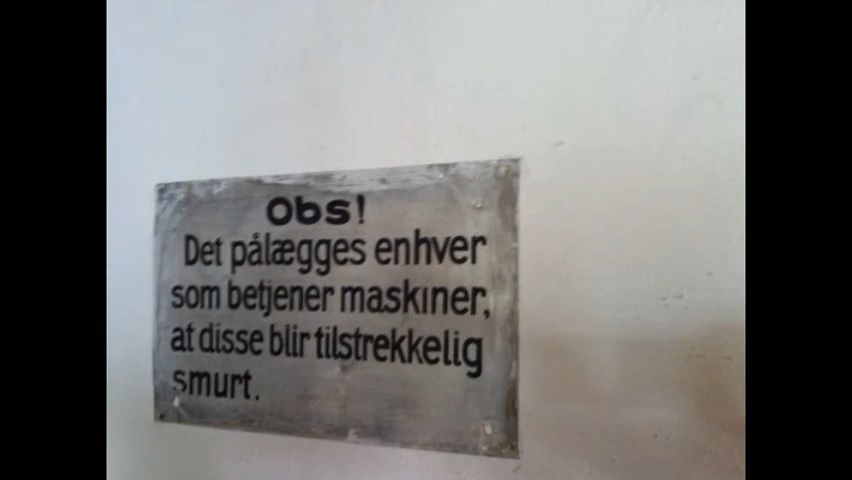 Obs!
Det pålægges enhver
som betjener maskiner,
at disse blir tilstrekkelig
smurt.